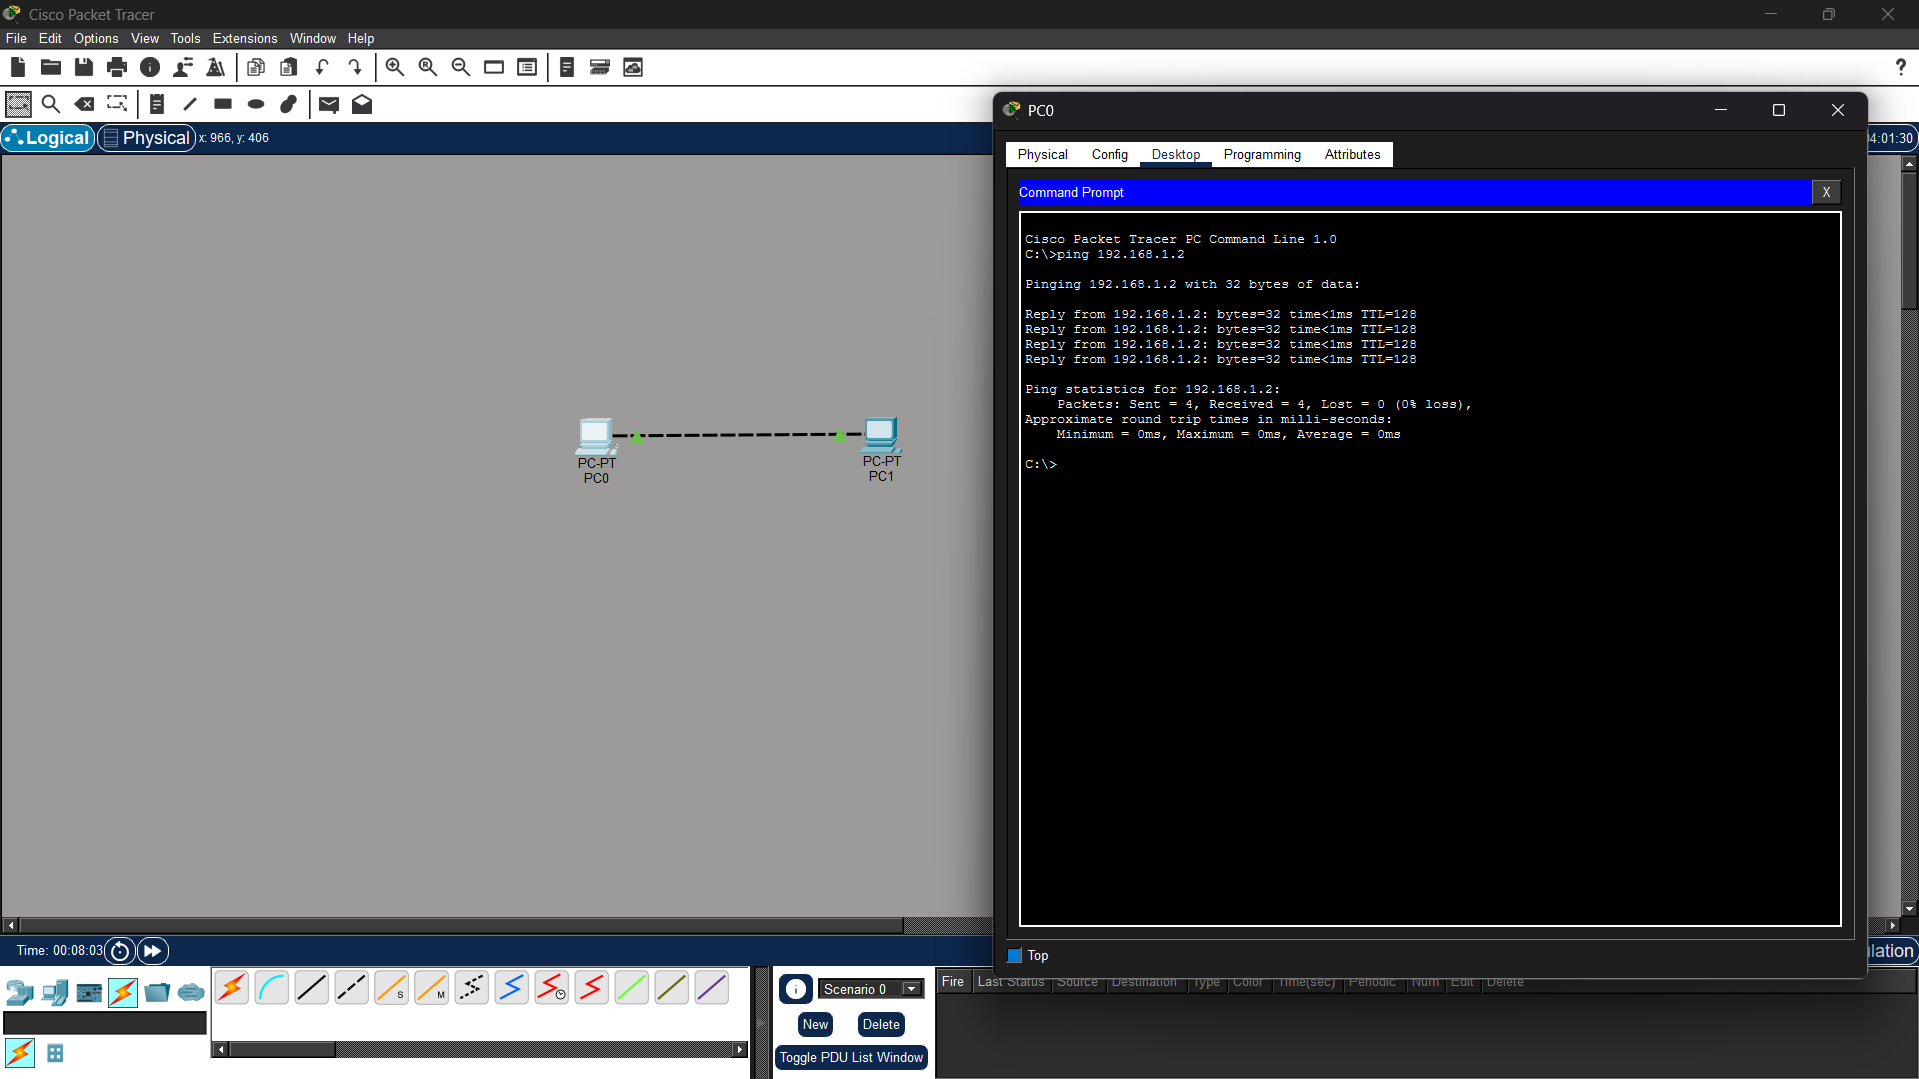 Cisco Packet Tracer
File Edit Options View Tools Extensions Window Help
?
Logical Physical x: 966, y: 406
4:01:30
PC0
Physical Config Desktop Programming Attributes
Command Prompt X
Cisco Packet Tracer PC Command Line 1.0
C:\>ping 192.168.1.2
Pinging 192.168.1.2 with 32 bytes of data:
Reply from 192.168.1.2: bytes=32 time<1ms TTL=128
Reply from 192.168.1.2: bytes=32 time<1ms TTL=128
Reply from 192.168.1.2: bytes=32 time<1ms TTL=128
Reply from 192.168.1.2: bytes=32 time<1ms TTL=128
Ping statistics for 192.168.1.2:
Packets: Sent = 4, Received = 4, Lost = 0 (0% loss),
Approximate round trip times in milli-seconds:
Minimum = 0ms, Maximum = 0ms, Average = 0ms
C:\>
PC-PT
PC0
PC-PT
PC1
Top
Time: 00:08:03
lation
S M
Scenario 0
New Delete
Toggle PDU List Window
Fire Last Status Source Destination Type Color Time(sec) Periodic Num Edit Delete